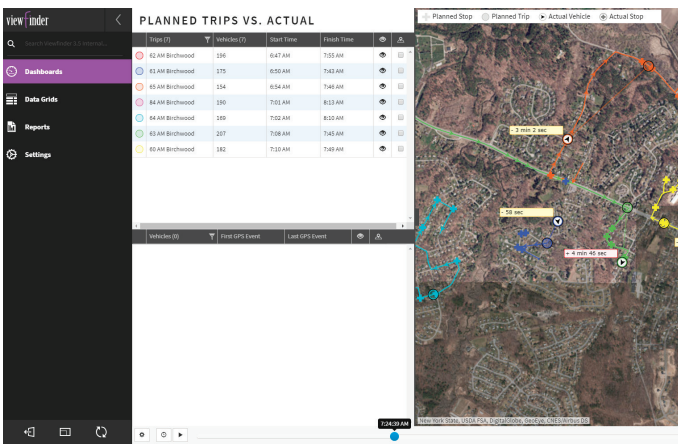 viewfinder
Search Viewfinder 3.0 internal...
Dashboards
Data Grids
Reports
Settings
PLANNED TRIPS VS. ACTUAL
Trips (7) Vehicles (7) Start Time Finish Time
62 AM Birchwood 196 6:47 AM 7:55 AM
61 AM Birchwood 175 6:50 AM 7:43 AM
65 AM Birchwood 154 6:54 AM 7:46 AM
84 AM Birchwood 190 7:01 AM 8:13 AM
64 AM Birchwood 169 7:02 AM 8:10 AM
63 AM Birchwood 207 7:08 AM 7:45 AM
60 AM Birchwood 182 7:10 AM 7:49 AM
Vehicles (0) First GPS Event Last GPS Event
Planned Stop Planned Trip Actual Vehicle Actual Stop
- 3 min 2 sec
- 58 sec
+ 4 min 46 sec
New York State, USDA FSA, DigitalGlobe, GeoEye, CNES/Airbus DS
7:24:39 AM